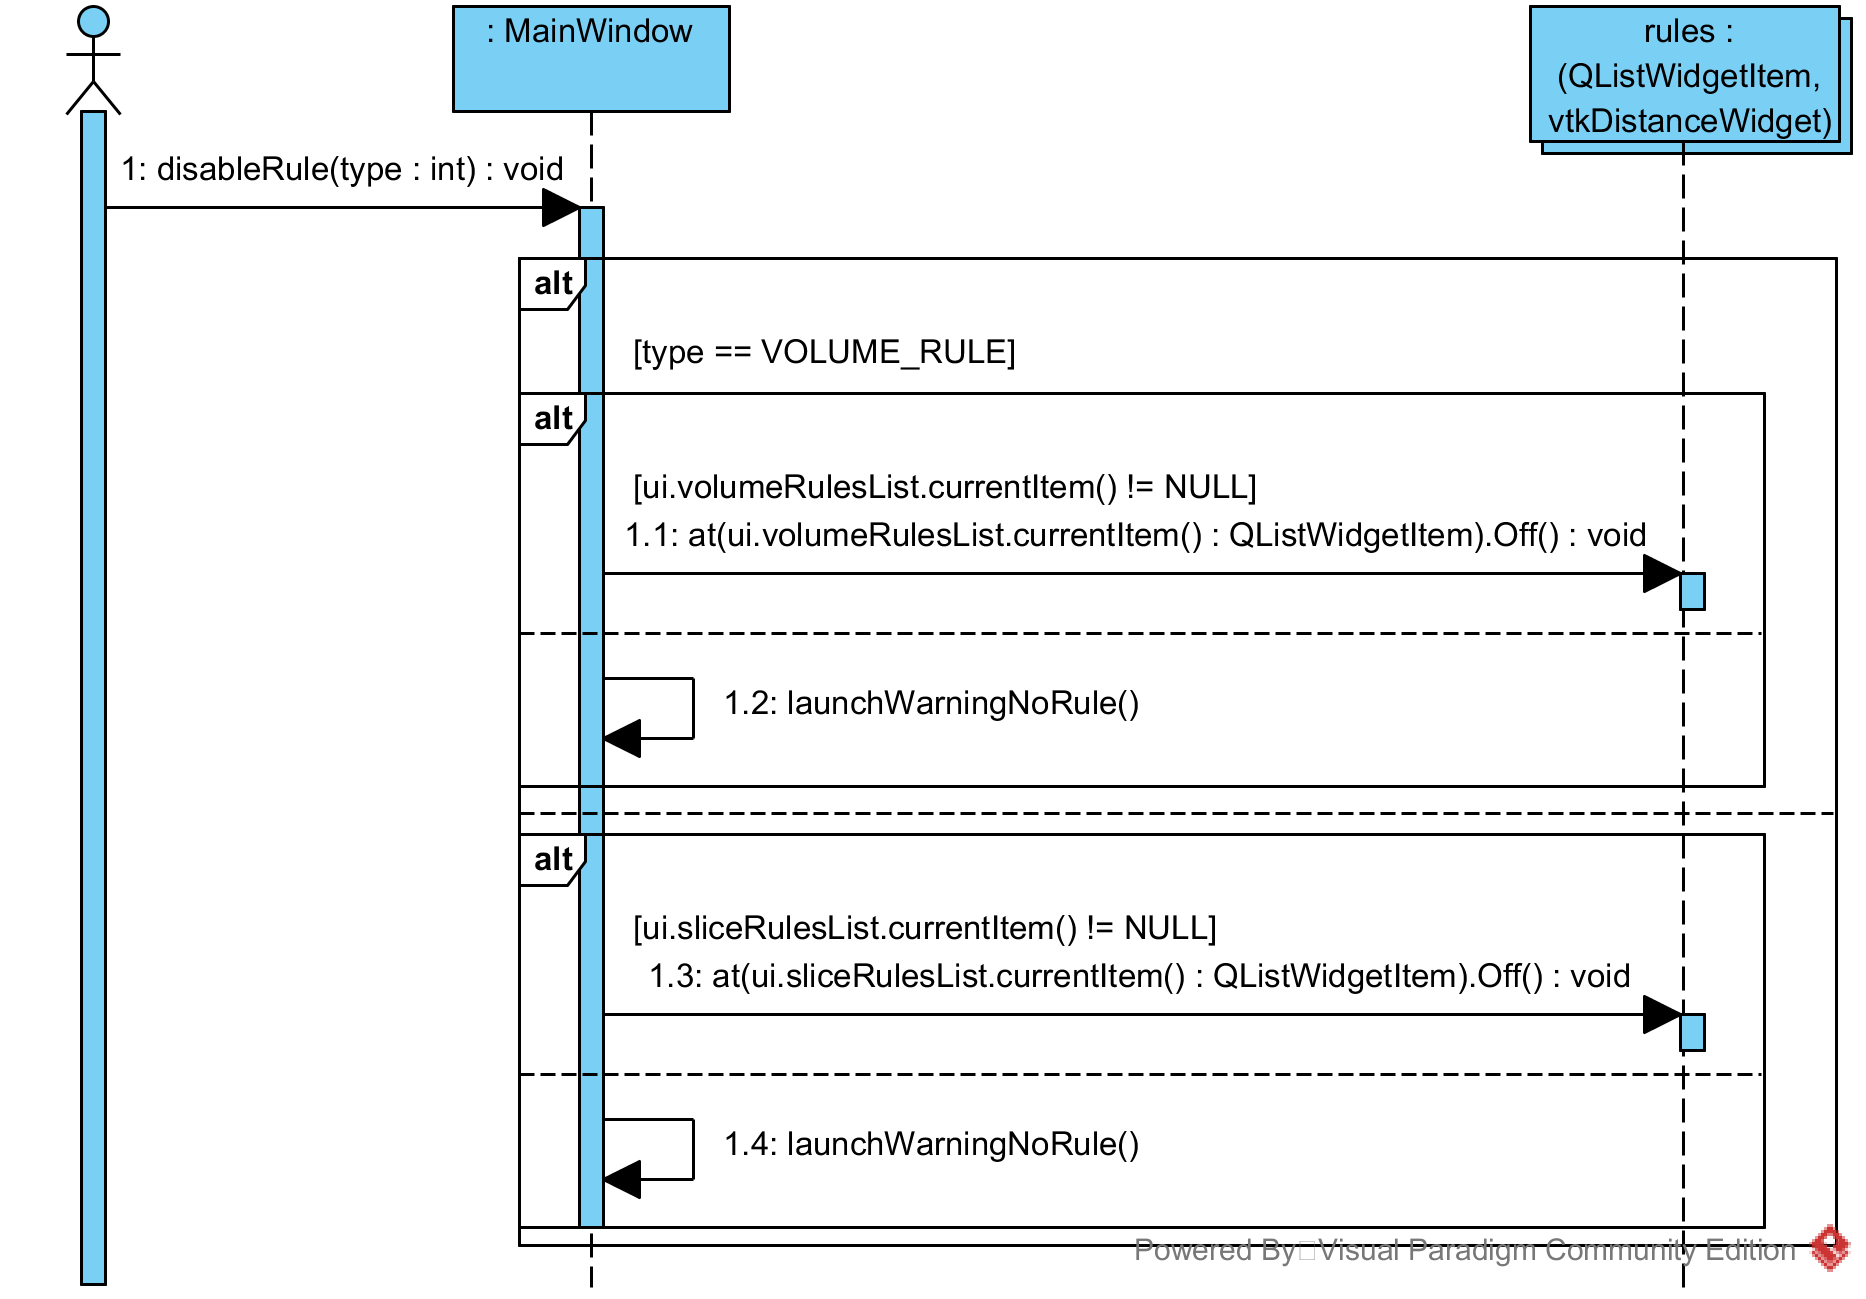 : MainWindow
rules :
(QListWidgetItem,
vtkDistanceWidget)
1: disableRule(type : int) : void
alt
[type == VOLUME_RULE]
alt
[ui.volumeRulesList.currentItem() != NULL]
1.1: at(ui.volumeRulesList.currentItem() : QListWidgetItem).Off() : void
1.2: launchWarningNoRule()
alt
[ui.sliceRulesList.currentItem() != NULL]
1.3: at(ui.sliceRulesList.currentItem() : QListWidgetItem).Off() : void
1.4: launchWarningNoRule()
Powered By Visual Paradigm Community Edition